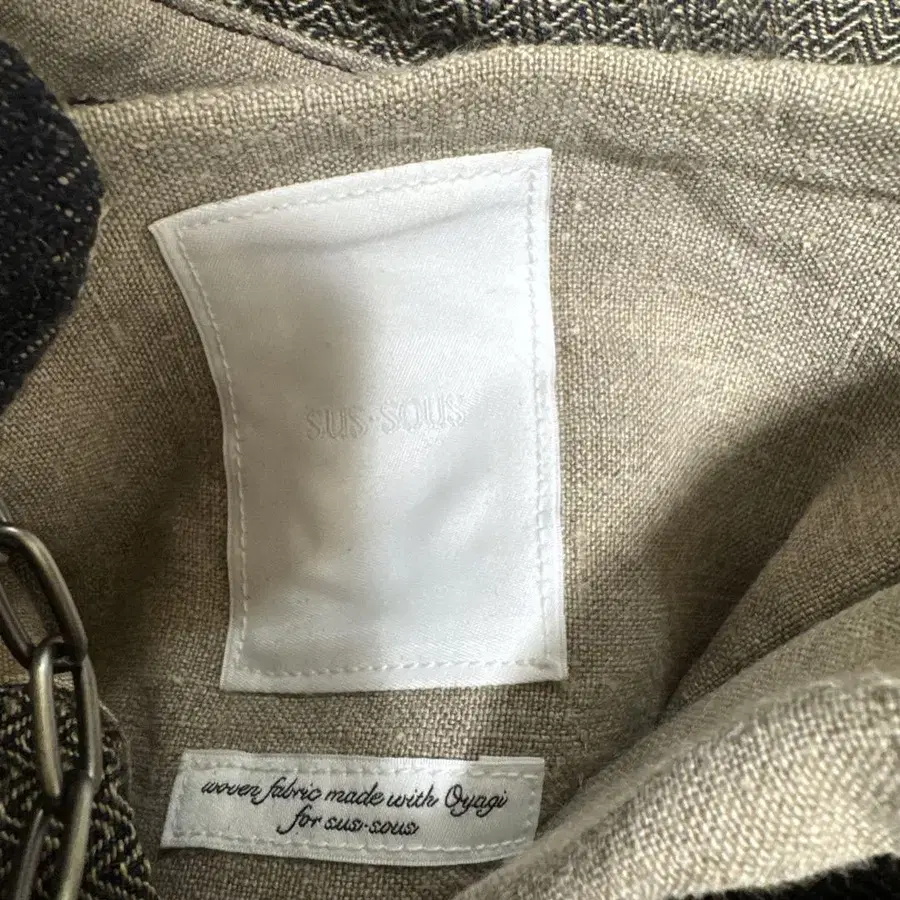 sus-sous
woven fabric made with Oyagi
for sus-sous